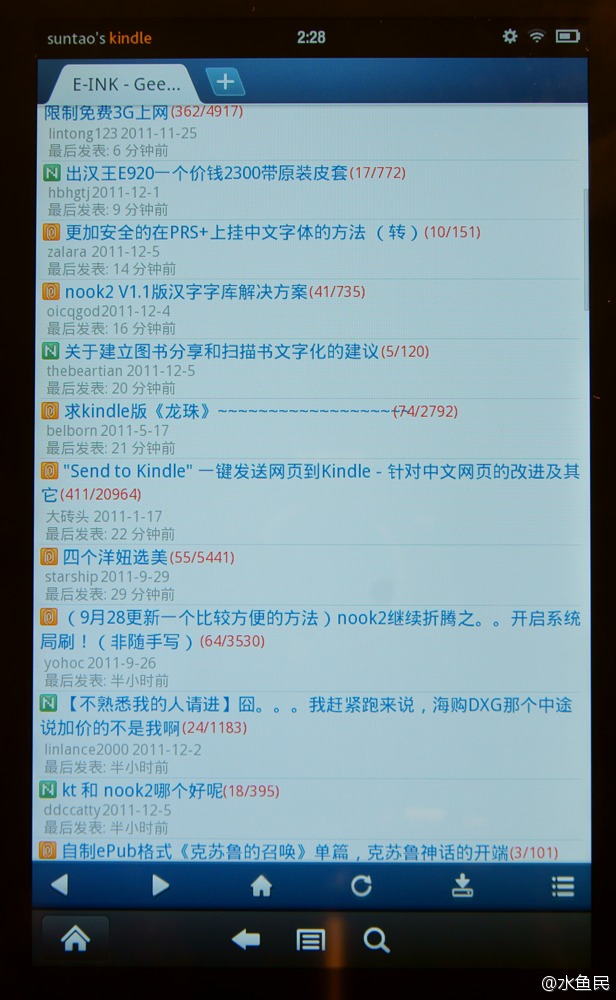 suntao's kindle 2:28
E-INK - Gee... +
限制免费3G上网(362/4917)
lintong123 2011-11-25
最后发表: 6 分钟前
N 出汉王E920一个价钱2300带原装皮套(17/772)
hbhgtj 2011-12-1
最后发表: 9 分钟前
更加安全的在PRS+上挂中文字体的方法 （转）(10/151)
zalara 2011-12-5
最后发表: 14 分钟前
nook2 V1.1版汉字字库解决方案(41/735)
oicqgod 2011-12-4
最后发表: 16 分钟前
N 关于建立图书分享和扫描书文字化的建议(5/120)
thebeartian 2011-12-5
最后发表: 20 分钟前
求kindle版《龙珠》~~~~~~~~~~~~~~~~~~~(74/2792)
belborn 2011-5-17
最后发表: 21 分钟前
"Send to Kindle" 一键发送网页到Kindle - 针对中文网页的改进及其
它(411/20964)
大砖头 2011-1-17
最后发表: 22 分钟前
四个洋妞选美(55/5441)
starship 2011-9-29
最后发表: 29 分钟前
（9月28更新一个比较方便的方法）nook2继续折腾之。。开启系统
局刷！（非随手写）(64/3530)
yohoc 2011-9-26
最后发表: 半小时前
N 【不熟悉我的人请进】囧。。。我赶紧跑来说，海购DXG那个中途
说加价的不是我啊(24/1183)
linlance2000 2011-12-2
最后发表: 半小时前
N kt 和 nook2哪个好呢(18/395)
ddccatty 2011-12-5
最后发表: 半小时前
自制ePub格式《克苏鲁的召唤》单篇，克苏鲁神话的开端(3/101)
@水鱼民